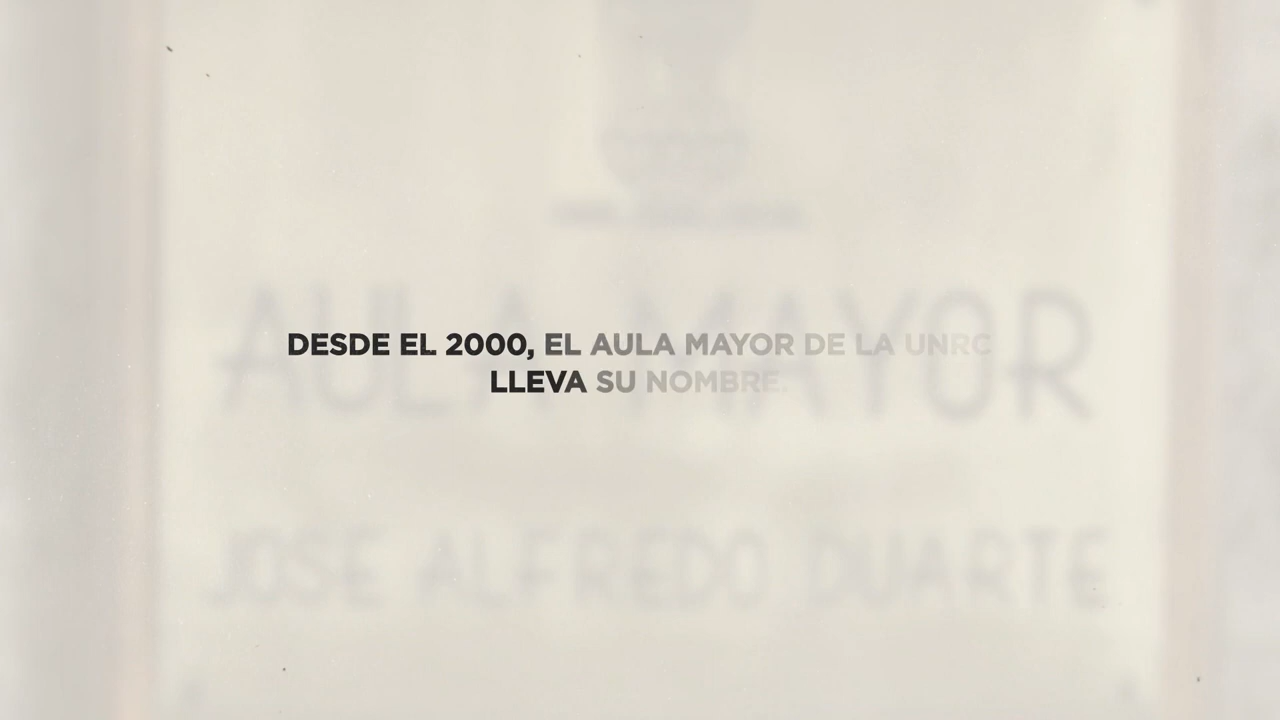 AULA MAYOR
DESDE EL 2000, EL AULA MAYOR DE LA UNRC
LLEVA SU NOMBRE.
JOSE ALFREDO DUARTE